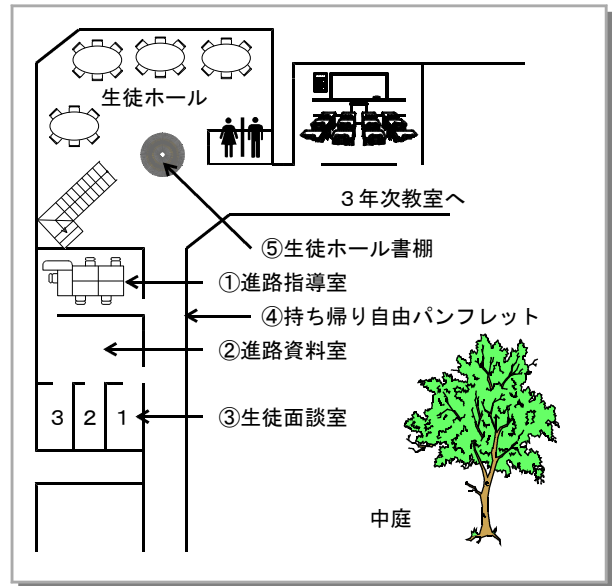 生徒ホール
3年次教室へ
⑤生徒ホール書棚
①進路指導室
④持ち帰り自由パンフレット
②進路資料室
3 2 1
③生徒面談室
中庭